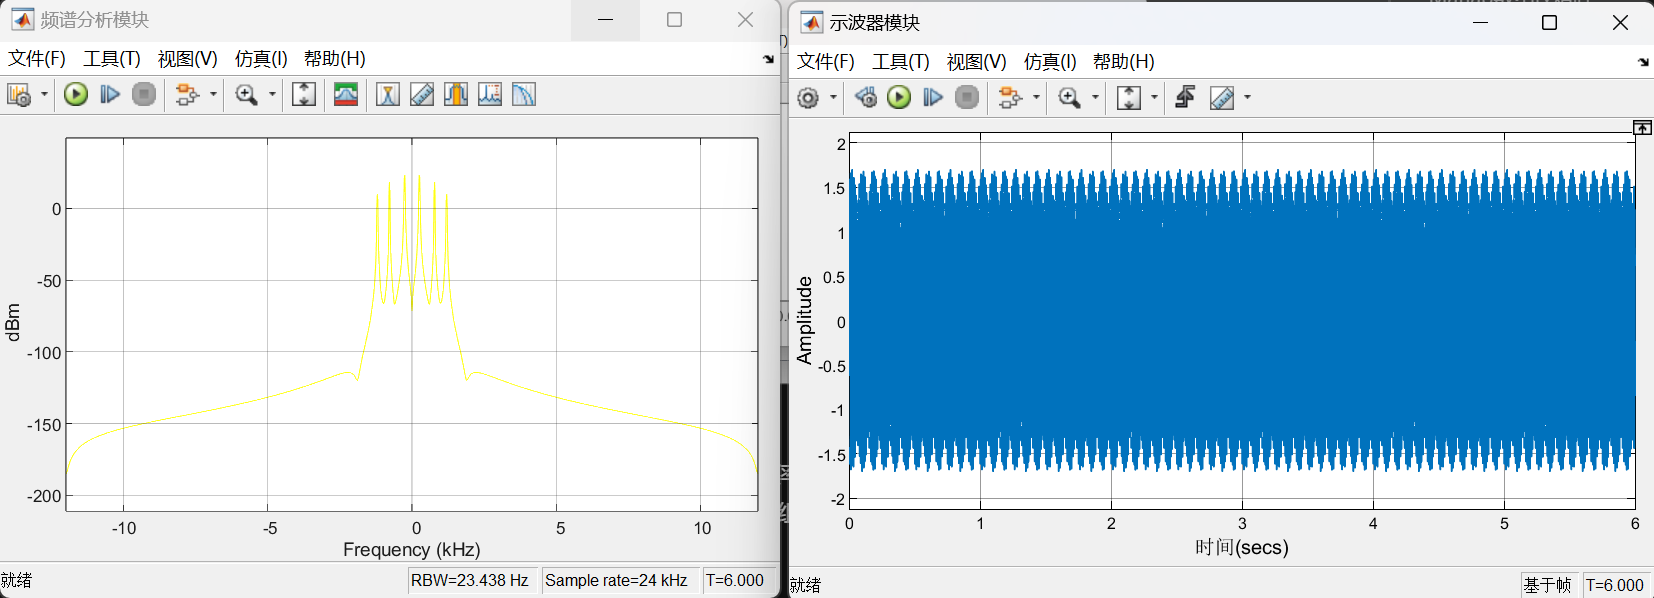 频谱分析模块
文件(F) 工具(T) 视图(V) 仿真(I) 帮助(H)
0
-50
-100
-150
-200
dBm
-10 -5 0 5 10
Frequency (kHz)
就绪
RBW=23.438 Hz Sample rate=24 kHz T=6.000
示波器模块
文件(F) 工具(T) 视图(V) 仿真(I) 帮助(H)
2
1.5
1
0.5
0
-0.5
-1
-1.5
-2
Amplitude
0 1 2 3 4 5 6
时间(secs)
就绪
基于帧 T=6.000